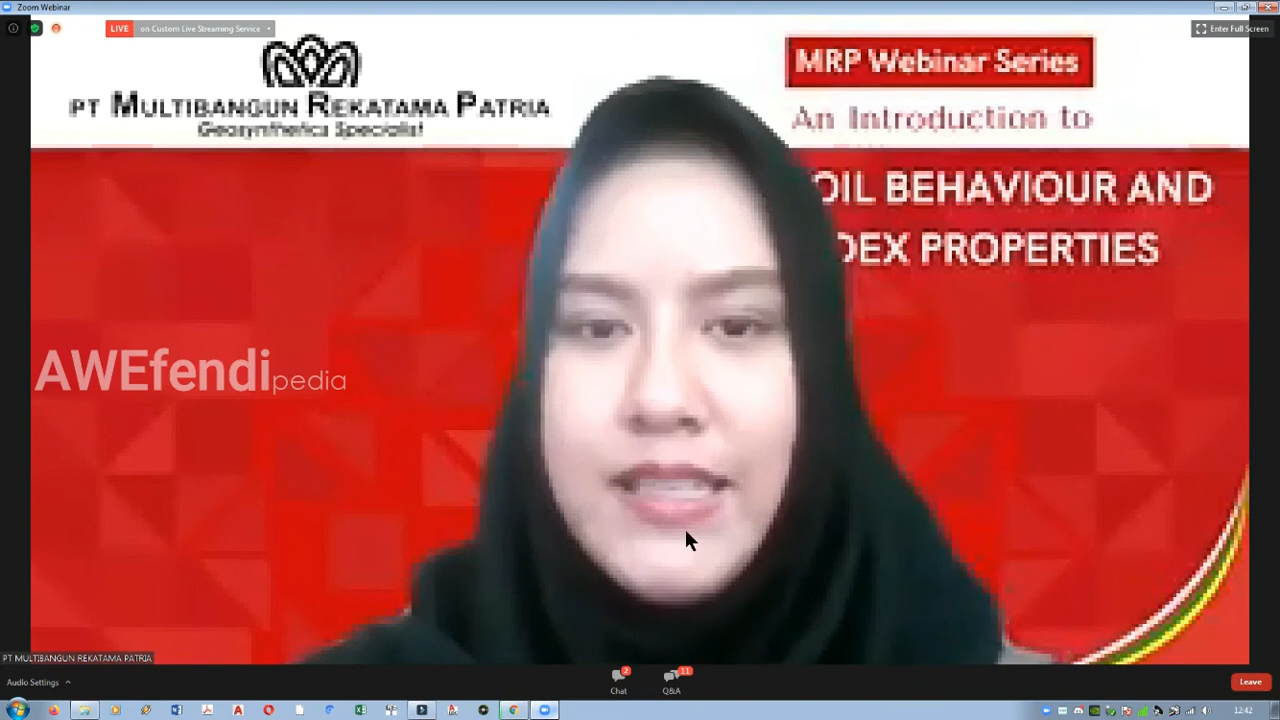 Zoom Webinar
LIVE on Custom Live Streaming Service
Enter Full Screen
PT MULTIBANGUN REKATAMA PATRIA
Geosynthetics Specialist
MRP Webinar Series
An Introduction to
OIL BEHAVIOUR AND
DEX PROPERTIES
AWEfendipedia
PT MULTIBANGUN REKATAMA PATRIA
Audio Settings
2
Chat
11
Q&A
Leave
12:42